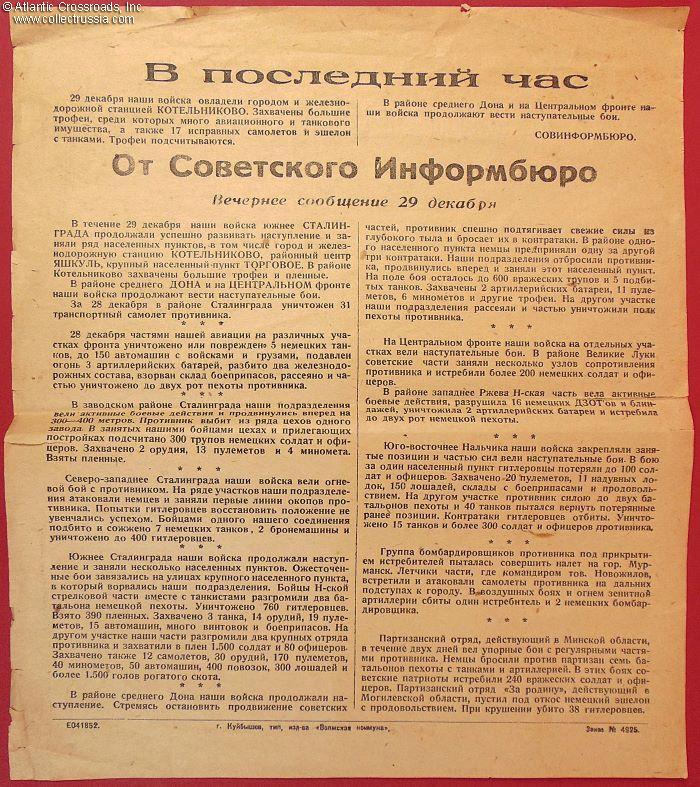 © Atlantic Crossroads, Inc.
© www.collectrussia.com
В последний час
29 декабря наши войска овладели городом и железно-
дорожной станцией КОТЕЛЬНИКОВО. Захвачены большие
трофеи, среди которых много авиационного и танкового
имущества, а также 17 исправных самолетов и эшелон
с танками. Трофеи подсчитываются.
В районе среднего Дона и на Центральном фронте на-
ши войска продолжают вести наступательные бои.
СОВИНФОРМБЮРО.
От Советского Информбюро
Вечернее сообщение 29 декабря
В течение 29 декабря наши войска южнее СТАЛИН-
ГРАДА продолжали успешно развивать наступление и за-
няли ряд населенных пунктов, в том числе город и желез-
нодорожную станцию КОТЕЛЬНИКОВО, районный центр
ЯШКУЛЬ, крупный населенный пункт ТОРГОВОЕ. В районе
Котельниково захвачены большие трофеи и пленные.
В районе среднего ДОНА и на ЦЕНТРАЛЬНОМ фронте
наши войска продолжают вести наступательные бои.
За 28 декабря в районе Сталинграда уничтожен 31
транспортный самолет противника.
* * *
28 декабря частями нашей авиации на различных уча-
стках фронта уничтожено или повреждено 5 немецких тан-
ков, до 150 автомашин с войсками и грузами, подавлен
огонь 3 артиллерийских батарей, разбито два железнодо-
рожных состава, взорван склад боеприпасов, рассеяно и ча-
стью уничтожено до двух рот пехоты противника.
* * *
В заводском районе Сталинграда наши подразделения
вели активные боевые действия и продвинулись вперед на
300—400 метров. Противник выбит из ряда цехов одного
завода. В занятых нашими бойцами цехах и прилегающих
постройках подсчитано 300 трупов немецких солдат и офи-
церов. Захвачено 2 орудия, 13 пулеметов и 4 миномета.
Взяты пленные.
* * *
Северо-западнее Сталинграда наши войска вели огне-
вой бой с противником. На ряде участков наши подразделе-
ния атаковали немцев и заняли первые линии окопов про-
тивника. Попытки гитлеровцев восстановить положение не
увенчались успехом. Бойцами одного нашего соединения
подбито и сожжено 7 немецких танков, 2 бронемашины и
уничтожено до 400 гитлеровцев.
* * *
Южнее Сталинграда наши войска продолжали наступ-
ление и заняли несколько населенных пунктов. Ожесточен-
ные бои завязались на улицах крупного населенного пункта,
в который ворвались наши подразделения. Бойцы Н-ской
стрелковой части вместе с танкистами разгромили два ба-
тальона немецкой пехоты. Уничтожено 760 гитлеровцев.
Взято 390 пленных. Захвачено 3 танка, 14 орудий, 19 пуле-
метов, 15 автомашин, много винтовок и боеприпасов. На
другом участке наши части разгромили два крупных отряда
противника и захватили в плен 1.500 солдат и 80 офицеров.
Захвачено также 12 самолетов, 30 орудий, 170 пулеметов,
40 минометов, 50 автомашин, 400 повозок, 300 лошадей и
более 1.500 голов рогатого скота.
* * *
В районе среднего Дона наши войска продолжали на-
ступление. Стремясь остановить продвижение советских
частей, противник спешно подтягивает свежие силы из
глубокого тыла и бросает их в контратаки. В районе одно-
го населенного пункта немцы предприняли одну за другой
три контратаки. Наши подразделения отбросили противни-
ка, продвинулись вперед и заняли этот населенный пункт.
На поле боя осталось до 600 вражеских трупов и 5 подби-
тых танков. Захвачены 2 артиллерийских батареи, 11 пуле-
метов, 6 минометов и другие трофеи. На другом участке
наши подразделения рассеяли и частью уничтожили полк
пехоты противника.
* * *
На Центральном фронте наши войска на отдельных уча-
стках вели наступательные бои. В районе Великие Луки
советские части заняли несколько узлов сопротивления
противника и истребили более 200 немецких солдат и офи-
церов.
В районе западнее Ржева Н-ская часть вела активные
боевые действия, разрушила 16 немецких ДЗОТ'ов и блин-
дажей, уничтожила 2 артиллерийских батареи и истребила
до двух рот немецкой пехоты.
* * *
Юго-восточнее Нальчика наши войска закрепляли заня-
тые позиции и частью сил вели наступательные бои. В бою
за один населенный пункт гитлеровцы потеряли до 100 сол-
дат и офицеров. Захвачено 20 пулеметов, 11 надувных ло-
док, 150 лошадей, склады с боеприпасами и продоволь-
ствием. На другом участке противник силою до двух ба-
тальонов пехоты и 40 танков пытался вернуть потерянные
ранее позиции. Контратаки гитлеровцев отбиты. Уничто-
жено 15 танков и более 300 солдат и офицеров противника.
* * *
Группа бомбардировщиков противника под прикрыти-
ем истребителей пыталась совершить налет на гор. Мур-
манск. Летчики части, где командиром тов. Новожилов,
встретили и атаковали самолеты противника на дальних
подступах к городу. В воздушных боях и огнем зенитной
артиллерии сбиты один истребитель и 2 немецких бомбар-
дировщика.
* * *
Партизанский отряд, действующий в Минской области,
в течение двух дней вел упорные бои с регулярными частя-
ми противника. Немцы бросили против партизан семь ба-
тальонов пехоты с танками и артиллерией. В этих боях со-
ветские патриоты истребили 240 вражеских солдат и офи-
церов. Партизанский отряд «За родину», действующий в
Могилевской области, пустил под откос немецкий эшелон
с продовольствием. При крушении убито 38 гитлеровцев.
Е041852.
г. Куйбышев, тип. изд-ва «Волжская коммуна».
Заказ № 4925.